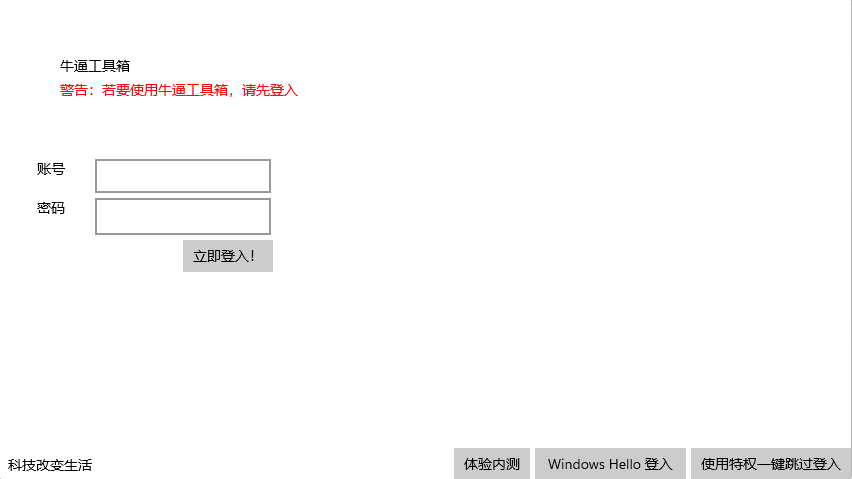 牛逼工具箱
警告：若要使用牛逼工具箱，请先登入
账号
密码
立即登入！
科技改变生活
体验内测
Windows Hello 登入
使用特权一键跳过登入